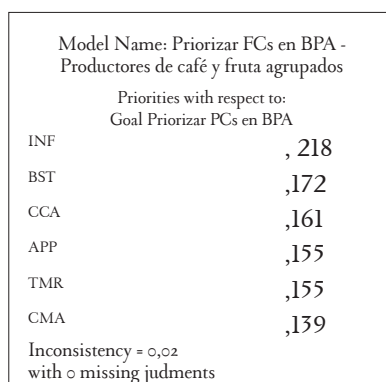 Model Name: Priorizar FCs en BPA -
Productores de café y fruta agrupados
Priorities with respect to:
Goal Priorizar PCs en BPA
INF , 218
BST ,172
CCA ,161
APP ,155
TMR ,155
CMA ,139
Inconsistency = 0,02
with 0 missing judments